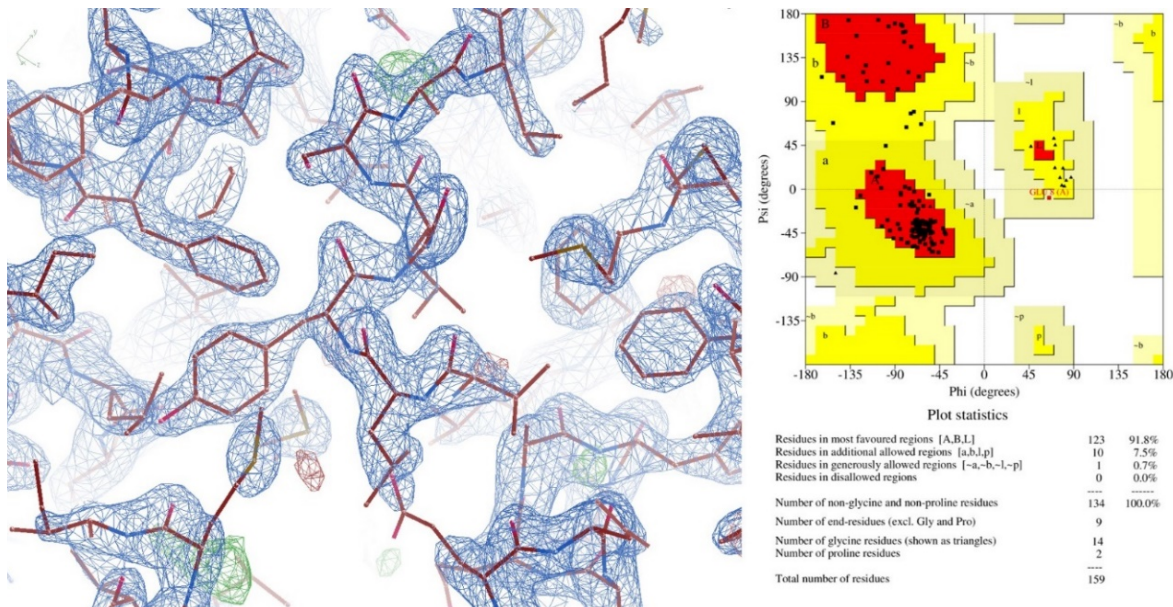 180
135
90
45
0
-45
-90
-135
Psi (degrees)
B
b
a
~b
~a
~l
l
~b
b
~b
b
~p
p
~b
-180 -135 -90 -45 0 45 90 135 180
Phi (degrees)
Plot statistics
Residues in most favoured regions [A,B,L] 123 91.8%
Residues in additional allowed regions [a,b,l,p] 10 7.5%
Residues in generously allowed regions [~a,~b,~l,~p] 1 0.7%
Residues in disallowed regions 0 0.0%
---- ------
Number of non-glycine and non-proline residues 134 100.0%
Number of end-residues (excl. Gly and Pro) 9
Number of glycine residues (shown as triangles) 14
Number of proline residues 2
----
Total number of residues 159